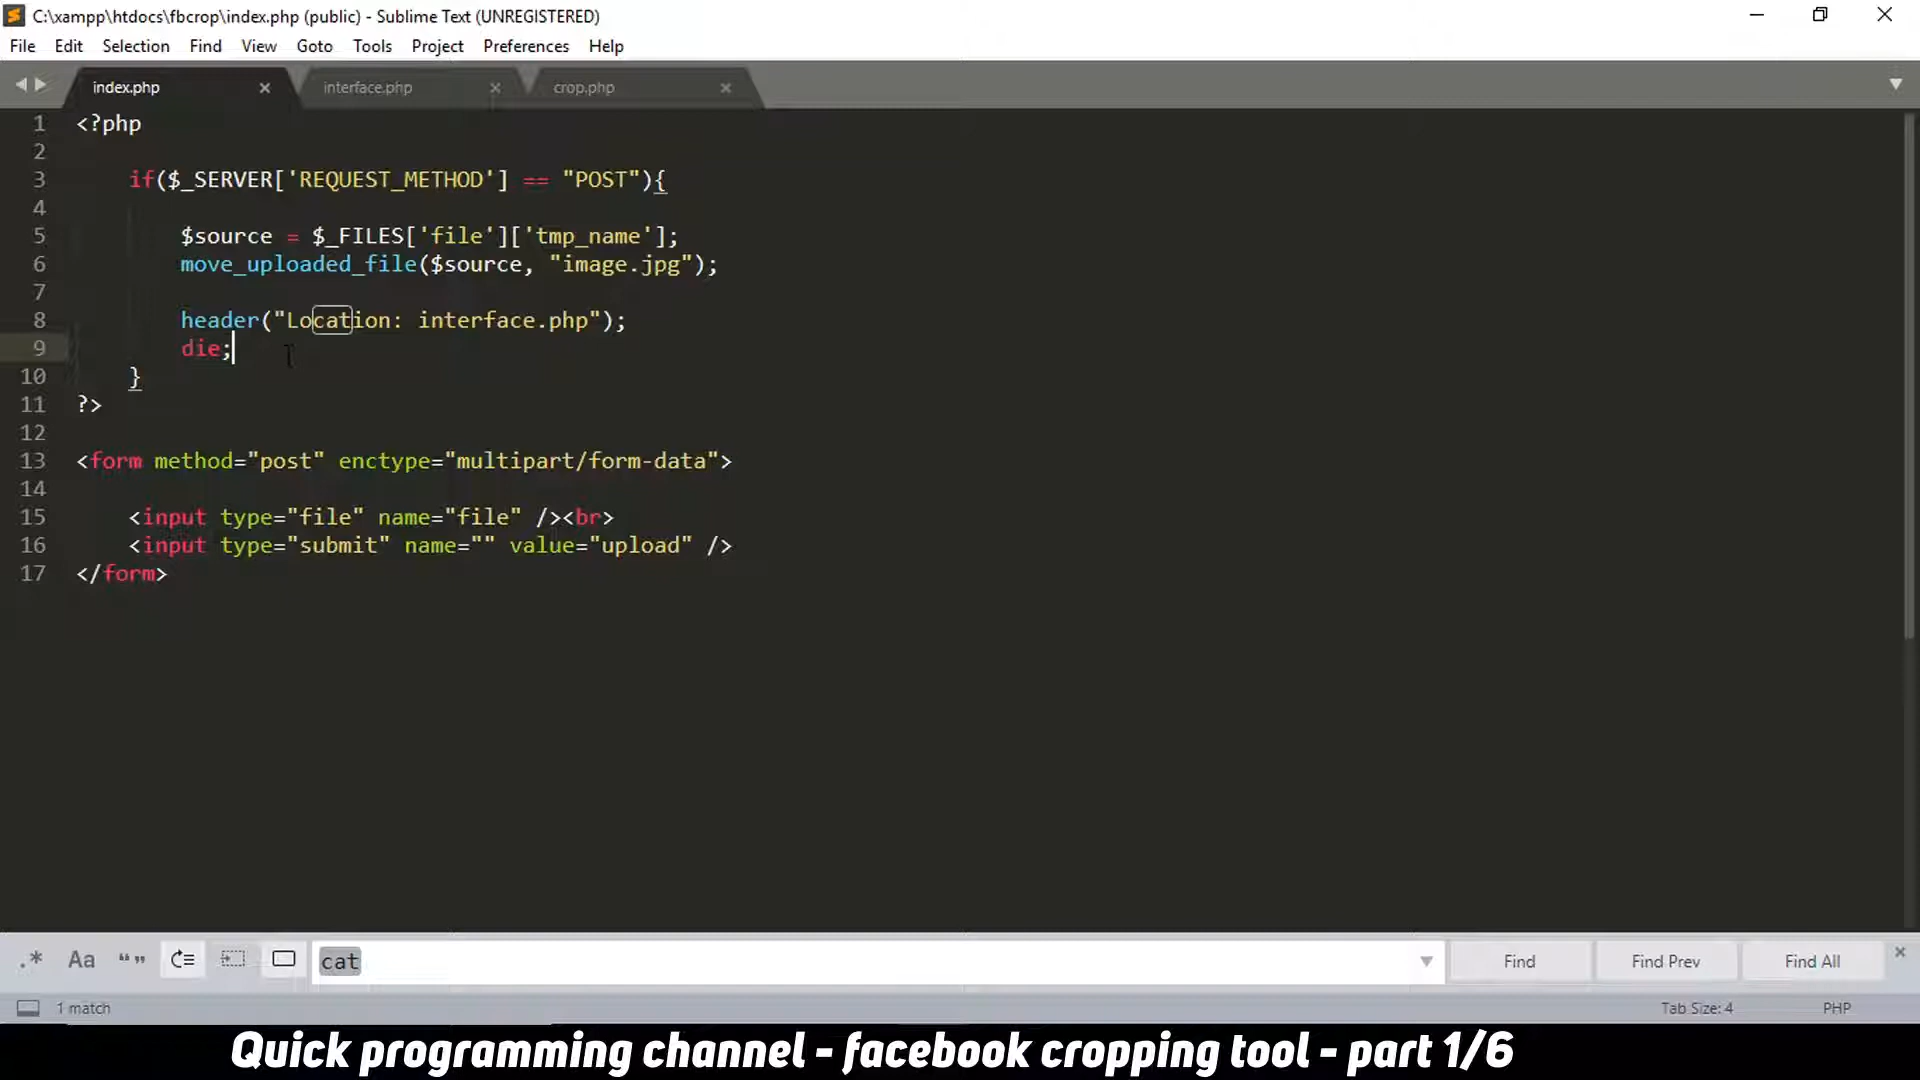 C:\xampp\htdocs\fbcrop\index.php (public) - Sublime Text (UNREGISTERED)
File Edit Selection Find View Goto Tools Project Preferences Help
index.php interface.php crop.php
1 <?php
2
3 if($_SERVER['REQUEST_METHOD'] == "POST"){
4
5 $source = $_FILES['file']['tmp_name'];
6 move_uploaded_file($source, "image.jpg");
7
8 header("Location: interface.php");
9 die;
10 }
11 ?>
12
13 <form method="post" enctype="multipart/form-data">
14
15 <input type="file" name="file" /><br>
16 <input type="submit" name="" value="upload" />
17 </form>
.* Aa “” cat Find Find Prev Find All
1 match Tab Size: 4 PHP
Quick programming channel - facebook cropping tool - part 1/6